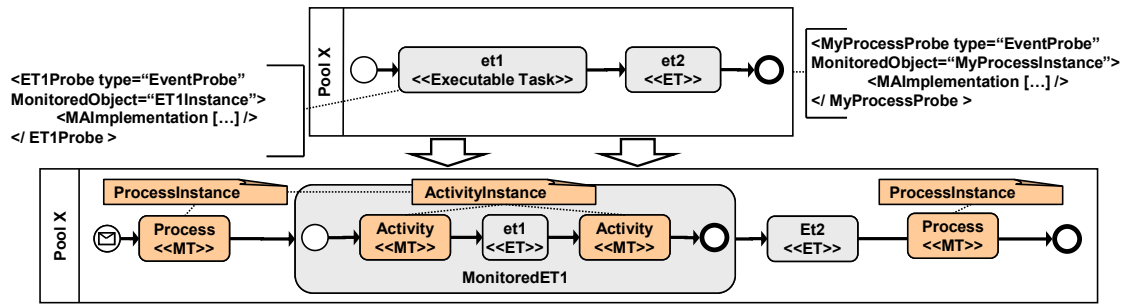 <ET1Probe type=“EventProbe”
MonitoredObject=“ET1Instance”>
<MAImplementation […] />
</ ET1Probe >
Pool X
et1
<<Executable Task>>
et2
<<ET>>
<MyProcessProbe type=“EventProbe”
MonitoredObject=“MyProcessInstance”>
<MAImplementation […] />
</ MyProcessProbe >
Pool X
ProcessInstance
Process
<<MT>>
ActivityInstance
Activity
<<MT>>
et1
<<ET>>
Activity
<<MT>>
MonitoredET1
Et2
<<ET>>
ProcessInstance
Process
<<MT>>